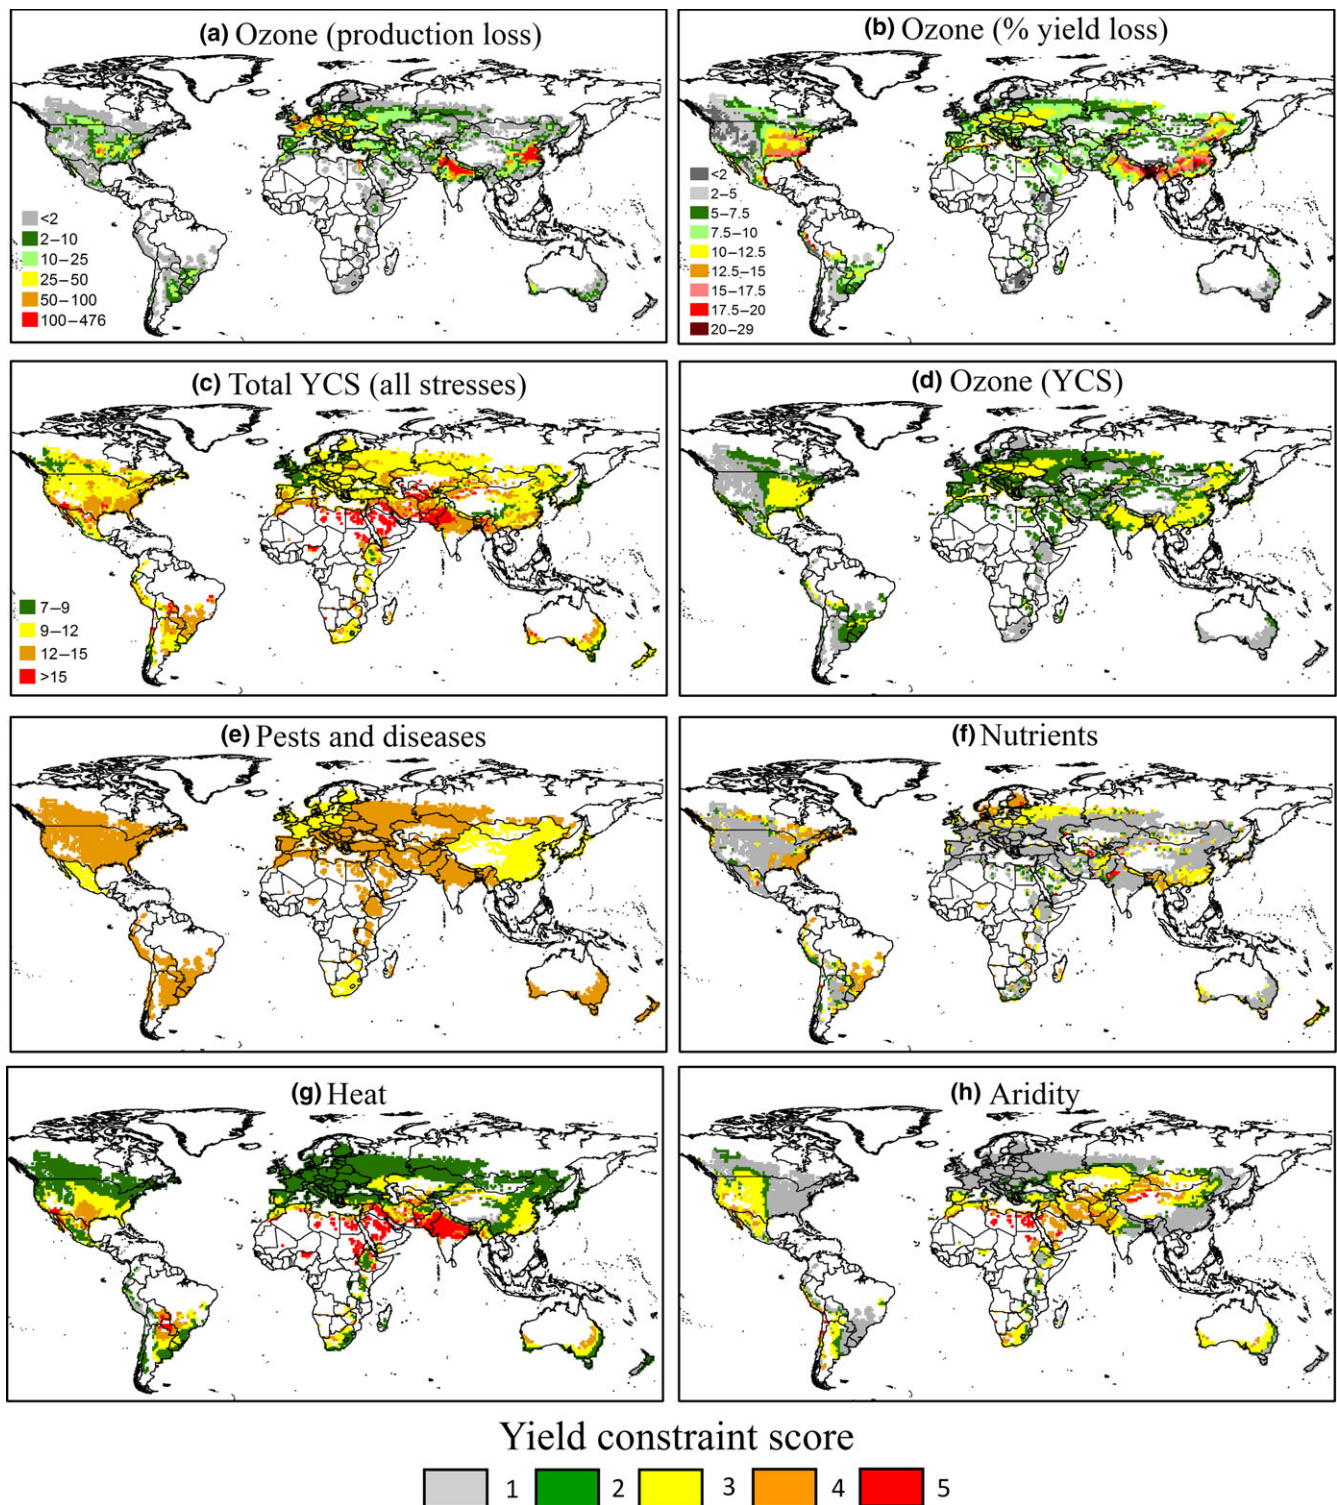 (a) Ozone (production loss)
<2
2–10
10–25
25–50
50–100
100–476
(b) Ozone (% yield loss)
<2
2–5
5–7.5
7.5–10
10–12.5
12.5–15
15–17.5
17.5–20
20–29
(c) Total YCS (all stresses)
7–9
9–12
12–15
>15
(d) Ozone (YCS)
(e) Pests and diseases
(f) Nutrients
(g) Heat
(h) Aridity
Yield constraint score
1 2 3 4 5